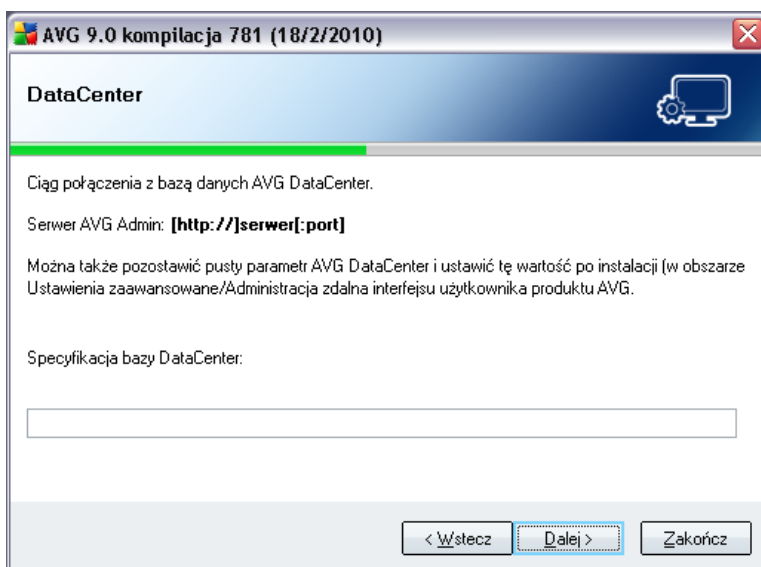 AVG 9.0 kompilacja 781 (18/2/2010)
DataCenter
Ciąg połączenia z bazą danych AVG DataCenter.
Serwer AVG Admin: [http://]serwer[:port]
Można także pozostawić pusty parametr AVG DataCenter i ustawić tę wartość po instalacji (w obszarze
Ustawienia zaawansowane/Administracja zdalna interfejsu użytkownika produktu AVG.
Specyfikacja bazy DataCenter:
< Wstecz Dalej > Zakończ